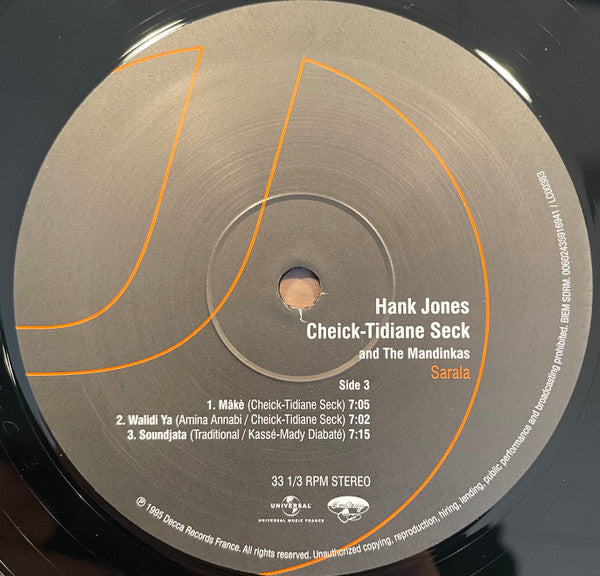 Hank Jones
Cheick-Tidiane Seck
and The Mandinkas
Sarala
Side 3
1. Mâkè (Cheick-Tidiane Seck) 7:05
2. Walidi Ya (Amina Annabi / Cheick-Tidiane Seck) 7:02
3. Soundjata (Traditional / Kassé-Mady Diabaté) 7:15
33 1/3 RPM STEREO
UNIVERSAL
UNIVERSAL MUSIC FRANCE
℗ 1995 Decca Records France. All rights reserved. Unauthorized copying, reproduction, hiring, lending, public performance and broadcasting prohibited. BIEM SDRM. 00602435916941 / LC00383